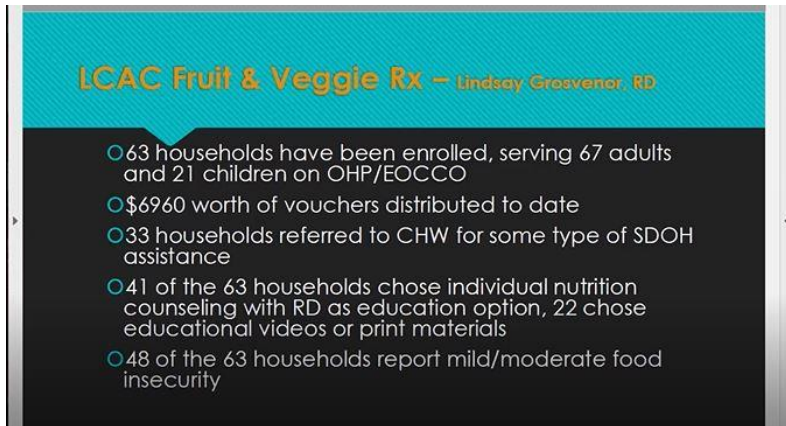 LCAC Fruit & Veggie Rx – Lindsay Grosvenor, RD
63 households have been enrolled, serving 67 adults
and 21 children on OHP/EOCCO
$6960 worth of vouchers distributed to date
33 households referred to CHW for some type of SDOH
assistance
41 of the 63 households chose individual nutrition
counseling with RD as education option, 22 chose
educational videos or print materials
48 of the 63 households report mild/moderate food
insecurity